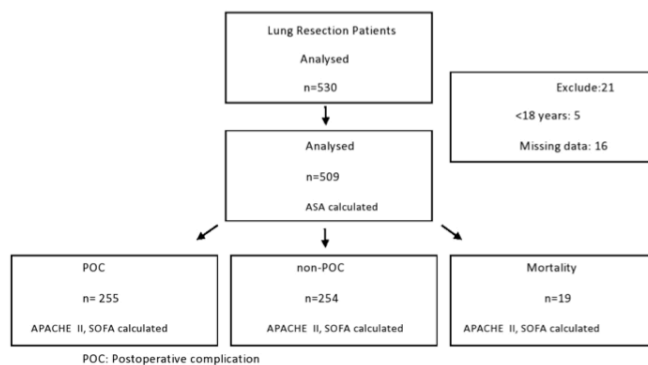 Lung Resection Patients
Analysed
n=530
Exclude:21
<18 years: 5
Missing data: 16
Analysed
n=509
ASA calculated
POC
n= 255
APACHE II, SOFA calculated
non-POC
n=254
APACHE II, SOFA calculated
Mortality
n=19
APACHE II, SOFA calculated
POC: Postoperative complication